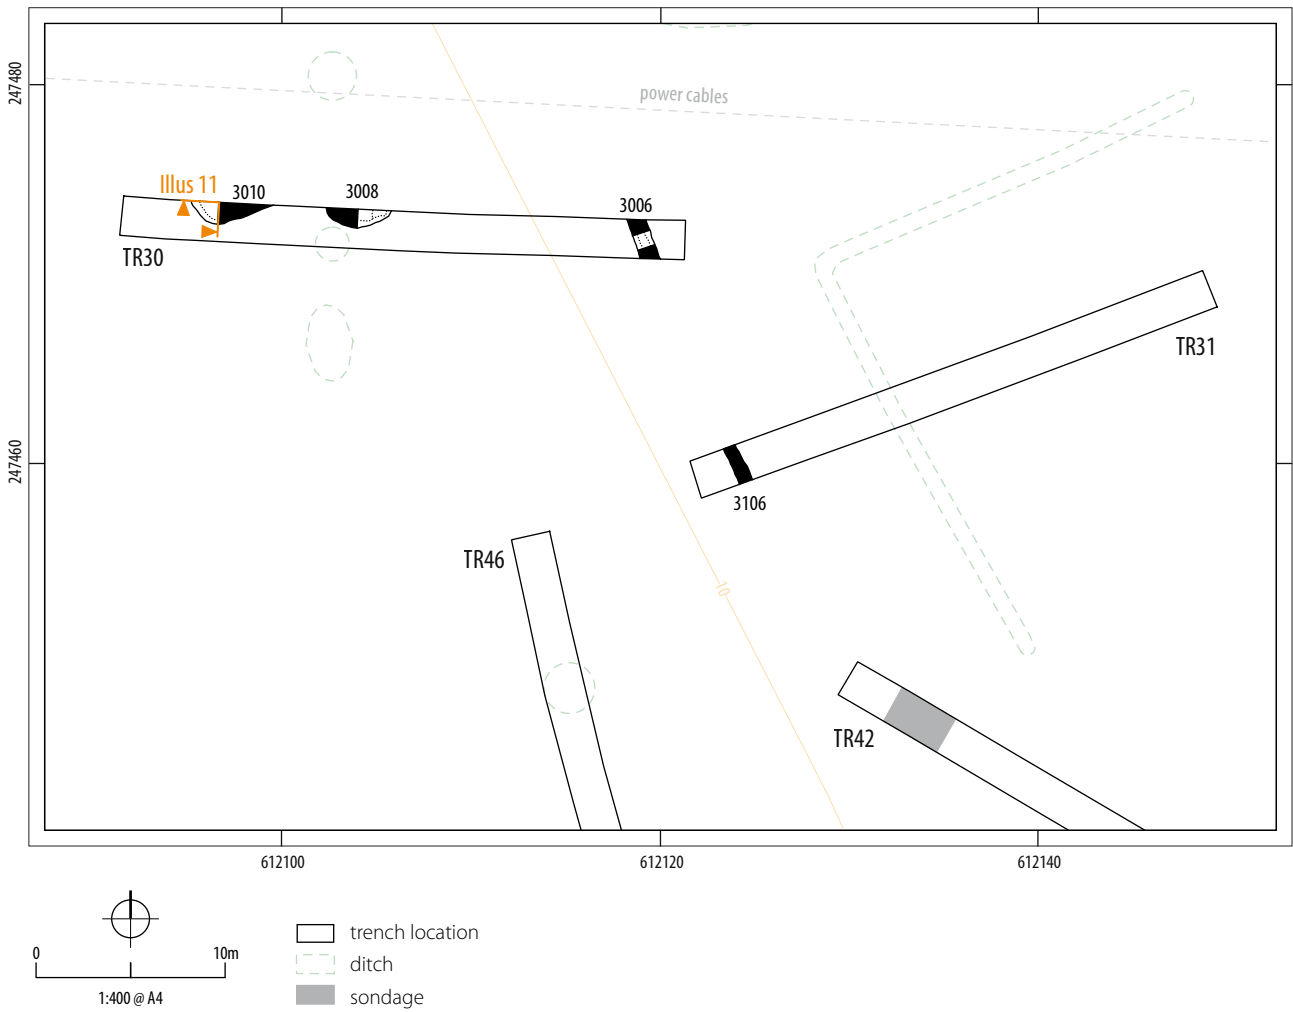 247480
power cables
Illus 11
3010
3008
3006
TR30
TR31
247460
3106
TR46
10
TR42
612100
612120
612140
0
10m
1:400 @ A4
trench location
ditch
sondage